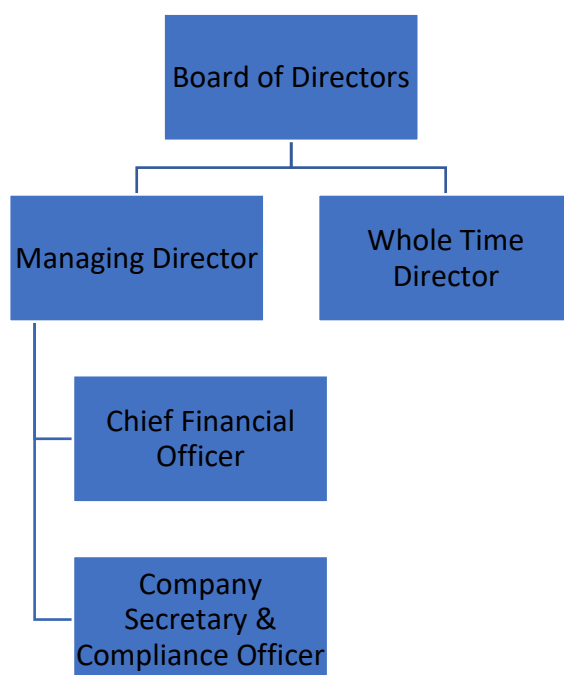 Board of Directors
Managing Director
Whole Time
Director
Chief Financial
Officer
Company
Secretary &
Compliance Officer